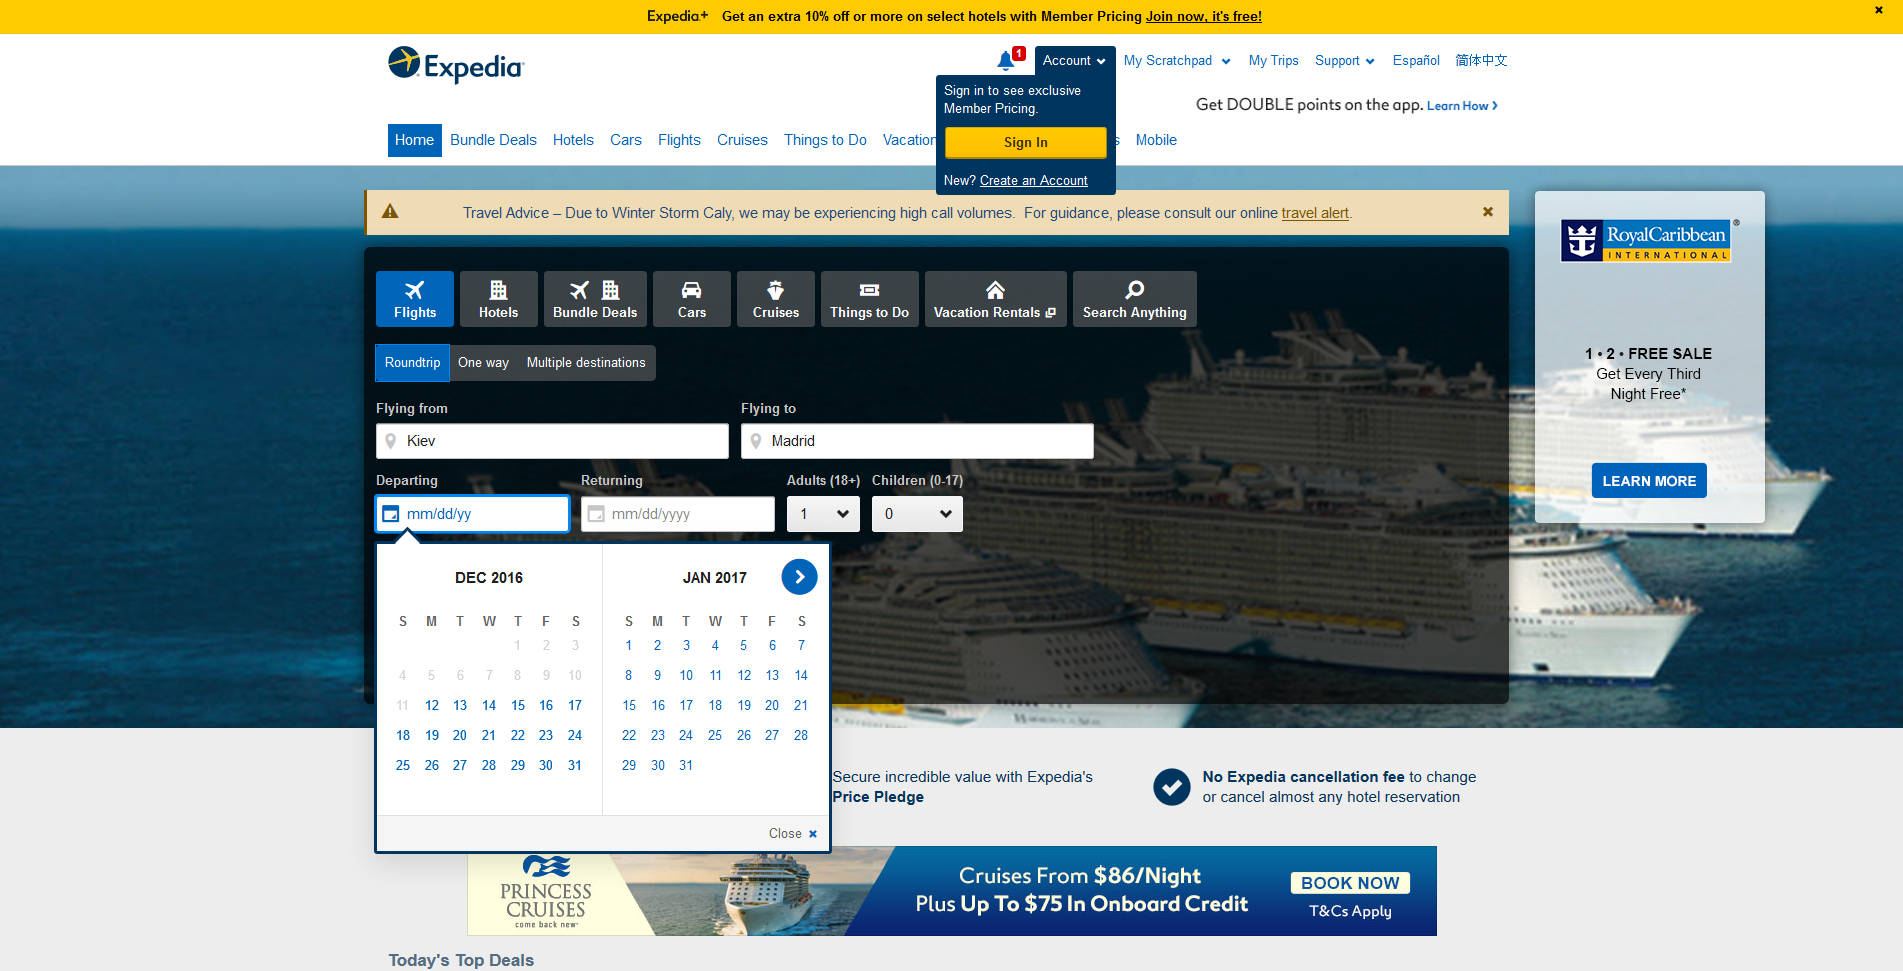 Expedia+ Get an extra 10% off or more on select hotels with Member Pricing Join now, it's free!
Expedia
1
Account
My Scratchpad
My Trips
Support
Español
简体中文
Sign in to see exclusive
Member Pricing.
Get DOUBLE points on the app. Learn How
Home
Bundle Deals
Hotels
Cars
Flights
Cruises
Things to Do
Vacation
s
Mobile
Sign In
New? Create an Account
Travel Advice – Due to Winter Storm Caly, we may be experiencing high call volumes. For guidance, please consult our online travel alert.
RoyalCaribbean®
INTERNATIONAL
Flights
Hotels
Bundle Deals
Cars
Cruises
Things to Do
Vacation Rentals
Search Anything
1 • 2 • FREE SALE
Get Every Third
Night Free*
LEARN MORE
Roundtrip
One way
Multiple destinations
Flying from
Flying to
Kiev
Madrid
Departing
Returning
Adults (18+)
Children (0-17)
mm/dd/yy
mm/dd/yyyy
1
0
DEC 2016
S M T W T F S
1 2 3
4 5 6 7 8 9 10
11 12 13 14 15 16 17
18 19 20 21 22 23 24
25 26 27 28 29 30 31
JAN 2017
S M T W T F S
1 2 3 4 5 6 7
8 9 10 11 12 13 14
15 16 17 18 19 20 21
22 23 24 25 26 27 28
29 30 31
Close
Secure incredible value with Expedia's
Price Pledge
No Expedia cancellation fee to change
or cancel almost any hotel reservation
PRINCESS
CRUISES
come back new
Cruises From $86/Night
Plus Up To $75 In Onboard Credit
BOOK NOW
T&Cs Apply
Today's Top Deals